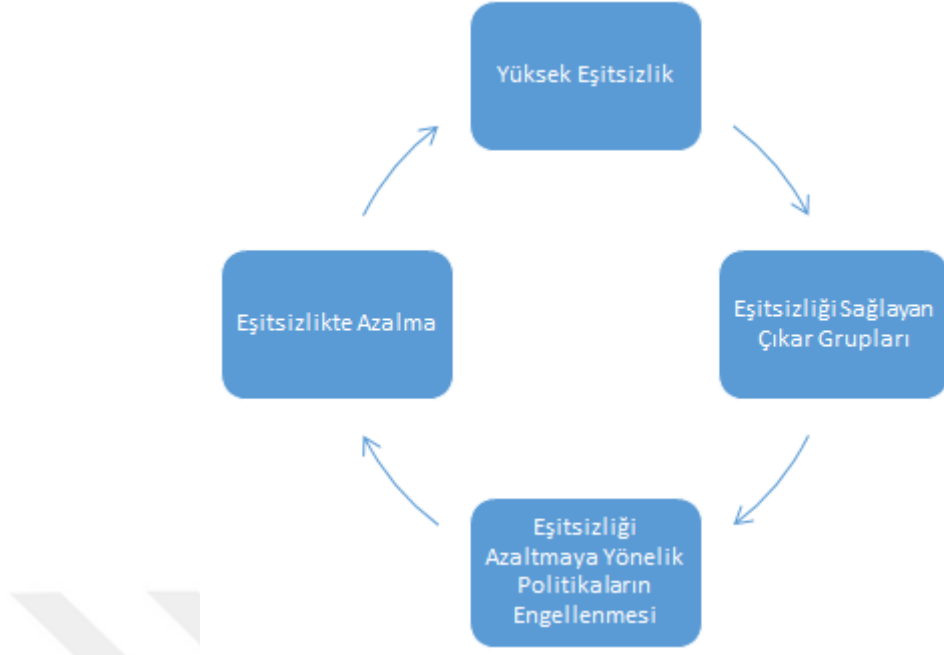 Yüksek Eşitsizlik
Eşitsizliği Sağlayan
Çıkar Grupları
Eşitsizliği
Azaltmaya Yönelik
Politikaların
Engellenmesi
Eşitsizlikte Azalma